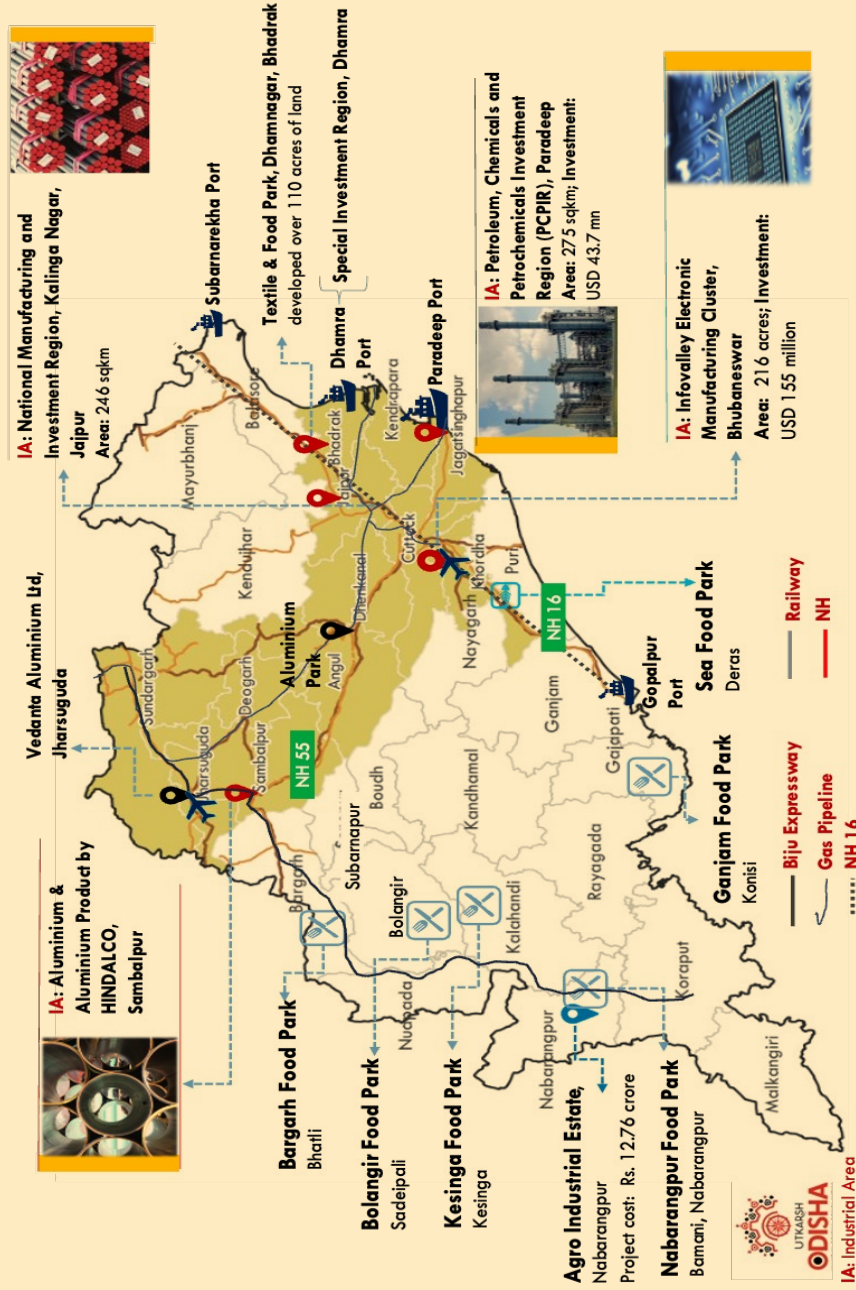 IA: Aluminium &
Aluminium Product by
HINDALCO,
Sambalpur
Vedanta Aluminium Ltd,
Jharsuguda
IA: National Manufacturing and
Investment Region, Kalinga Nagar,
Jajpur
Area: 246 sqkm
Subarnarekha Port
Textile & Food Park, Dhamnagar, Bhadrak
developed over 110 acres of land
Dhamra
Port
Special Investment Region, Dhamra
Paradeep Port
IA: Petroleum, Chemicals and
Petrochemicals Investment
Region (PCPIR), Paradeep
Area: 275 sqkm; Investment:
USD 43.7 mn
IA: Infovalley Electronic
Manufacturing Cluster,
Bhubaneswar
Area: 216 acres; Investment:
USD 155 million
Sundargarh
Jharsuguda
Deogarh
Sambalpur
NH 55
Aluminium
Park
Angul
Dhenkanal
Kendujhar
Mayurbhanj
Balasore
Bhadrak
Jajpur
Kendrapara
Jagatsinghapur
Cuttack
Khordha
Nayagarh
Puri
NH 16
Bargarh
Subarnapur
Boudh
Bolangir
Nuapada
Kalahandi
Kandhamal
Ganjam
Gajapati
Rayagada
Nabarangpur
Koraput
Malkangiri
Bargarh Food Park
Bhatli
Bolangir Food Park
Sadeipali
Kesinga Food Park
Kesinga
Agro Industrial Estate,
Nabarangpur
Project cost: Rs. 12.76 crore
Nabarangpur Food Park
Bamani, Nabarangpur
Gopalpur
Port
Sea Food Park
Deras
Ganjam Food Park
Konisi
Biju Expressway
Gas Pipeline
NH 16
Railway
NH
UTKARSH
ODISHA
IA: Industrial Area